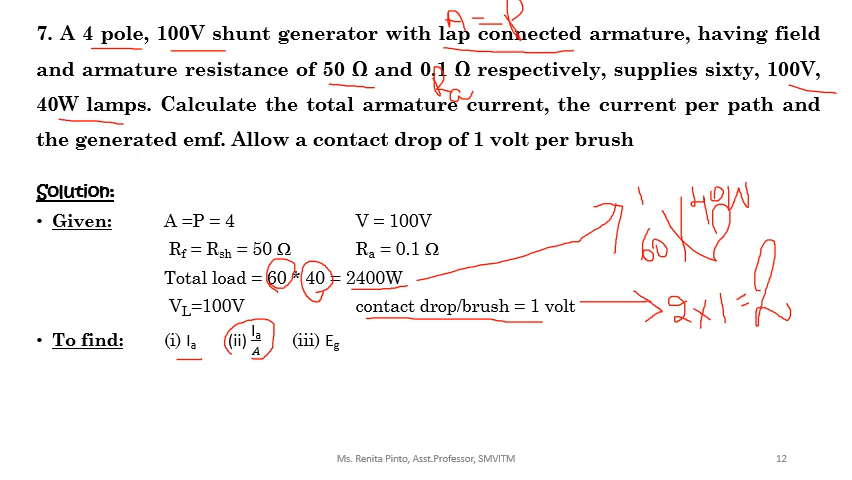 A = P
7. A 4 pole, 100V shunt generator with lap connected armature, having field
and armature resistance of 50 Ω and 0.1 Ω respectively, supplies sixty, 100V,
Ra
40W lamps. Calculate the total armature current, the current per path and
the generated emf. Allow a contact drop of 1 volt per brush
Solution:
• Given: A =P = 4 V = 100V
1 40W
Rf = Rsh = 50 Ω Ra = 0.1 Ω
60
Total load = 60 * 40 = 2400W
VL=100V contact drop/brush = 1 volt 2 x 1 = 2
• To find: (i) Ia (ii) Ia/A (iii) Eg
Ms. Renita Pinto, Asst.Professor, SMVITM 12